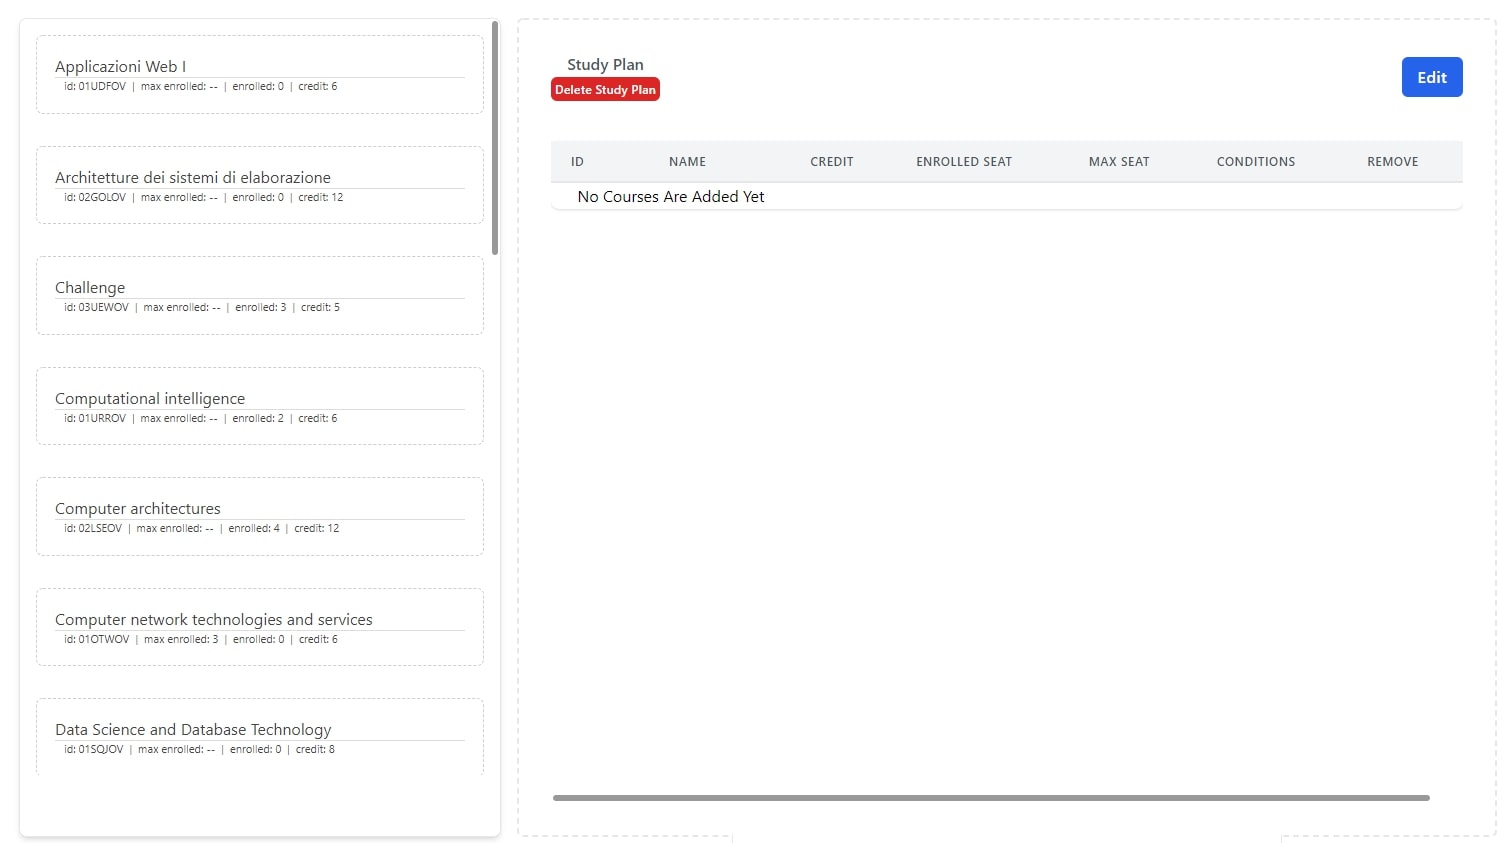 Applicazioni Web I
id: 01UDFOV | max enrolled: -- | enrolled: 0 | credit: 6
Architetture dei sistemi di elaborazione
id: 02GOLOV | max enrolled: -- | enrolled: 0 | credit: 12
Challenge
id: 03UEWOV | max enrolled: -- | enrolled: 3 | credit: 5
Computational intelligence
id: 01URROV | max enrolled: -- | enrolled: 2 | credit: 6
Computer architectures
id: 02LSEOV | max enrolled: -- | enrolled: 4 | credit: 12
Computer network technologies and services
id: 01OTWOV | max enrolled: 3 | enrolled: 0 | credit: 6
Data Science and Database Technology
id: 01SQJOV | max enrolled: -- | enrolled: 0 | credit: 8
Study Plan
Delete Study Plan
Edit
ID NAME CREDIT ENROLLED SEAT MAX SEAT CONDITIONS REMOVE
No Courses Are Added Yet